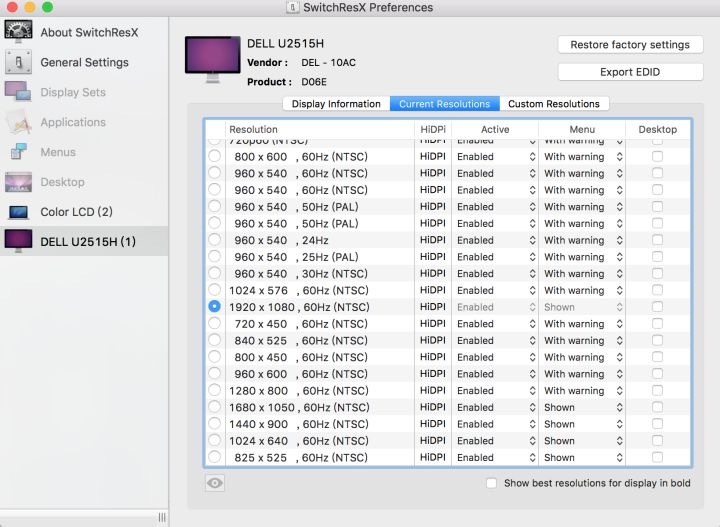 SwitchResX Preferences
About SwitchResX
General Settings
Display Sets
Applications
Menus
Desktop
Color LCD (2)
DELL U2515H (1)
DELL U2515H
Vendor : DEL - 10AC
Product : D06E
Restore factory settings
Export EDID
Display Information Current Resolutions Custom Resolutions
Resolution HiDPi Active Menu Desktop
720p60 (NTSC) HiDPI Enabled With warning
800 x 600 , 60Hz (NTSC) HiDPI Enabled With warning
960 x 540 , 60Hz (NTSC) HiDPI Enabled With warning
960 x 540 , 60Hz (NTSC) HiDPI Enabled With warning
960 x 540 , 50Hz (PAL) HiDPI Enabled With warning
960 x 540 , 50Hz (PAL) HiDPI Enabled With warning
960 x 540 , 24Hz HiDPI Enabled With warning
960 x 540 , 25Hz (PAL) HiDPI Enabled With warning
960 x 540 , 30Hz (NTSC) HiDPI Enabled With warning
1024 x 576 , 60Hz (NTSC) HiDPI Enabled With warning
1920 x 1080 , 60Hz (NTSC) HiDPI Enabled Shown
720 x 450 , 60Hz (NTSC) HiDPI Enabled With warning
840 x 525 , 60Hz (NTSC) HiDPI Enabled With warning
800 x 450 , 60Hz (NTSC) HiDPI Enabled With warning
960 x 600 , 60Hz (NTSC) HiDPI Enabled With warning
1280 x 800 , 60Hz (NTSC) HiDPI Enabled With warning
1680 x 1050 , 60Hz (NTSC) HiDPI Enabled Shown
1440 x 900 , 60Hz (NTSC) HiDPI Enabled Shown
1024 x 640 , 60Hz (NTSC) HiDPI Enabled Shown
825 x 525 , 60Hz (NTSC) HiDPI Enabled Shown
Show best resolutions for display in bold